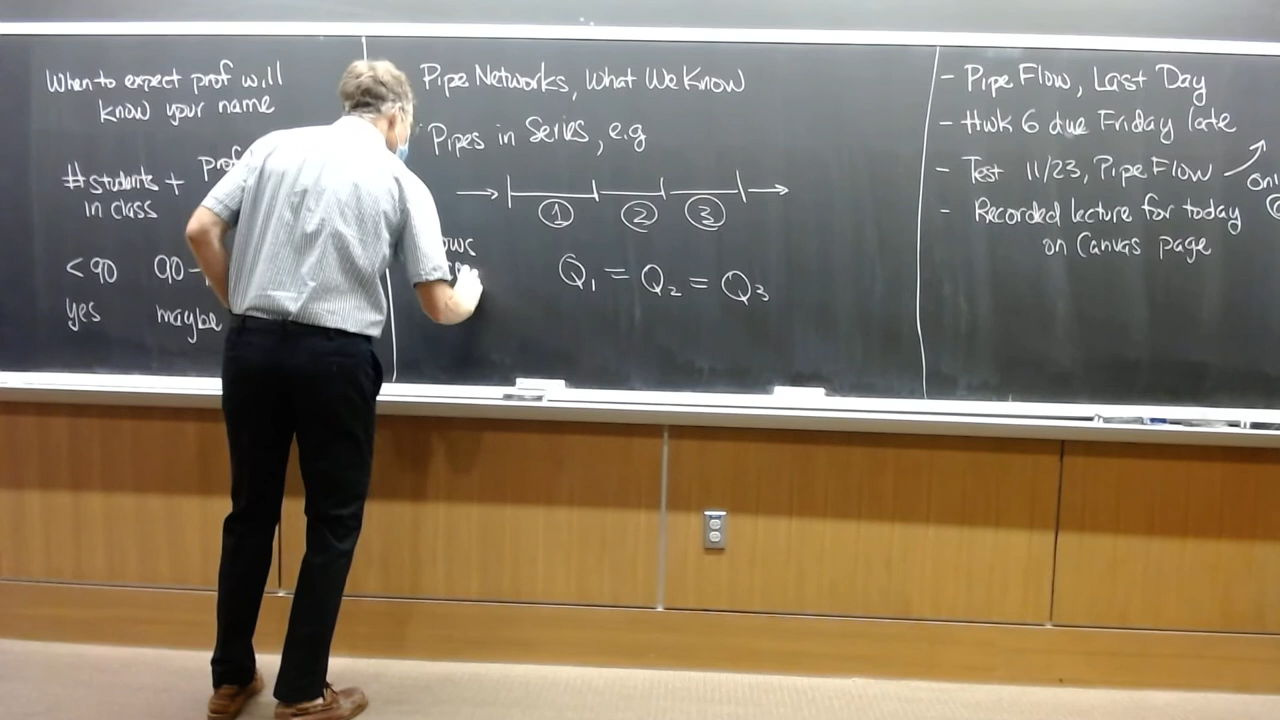 When to expect prof will
know your name
# students +
in class
<90 90-
yes maybe
Pipe Networks, What We Know
Pipes in Series, e.g
1 2 3
Q1 = Q2 = Q3
- Pipe Flow, Last Day
- Hwk 6 due Friday late
- Test 11/23, Pipe Flow
- Recorded lecture for today
on Canvas page